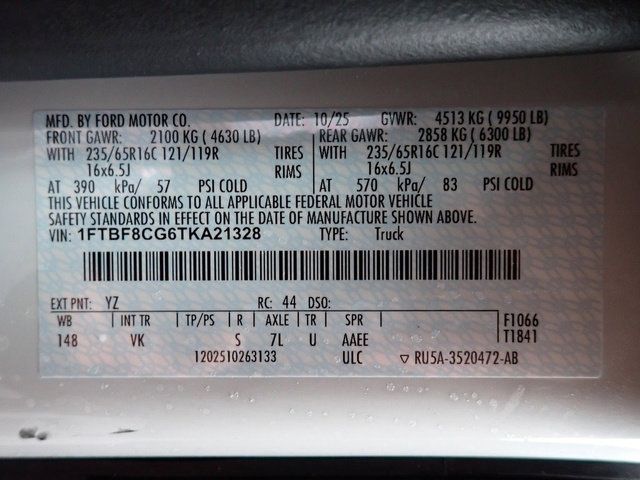 MFD. BY FORD MOTOR CO. DATE: 10/25 GVWR: 4513 KG ( 9950 LB)
FRONT GAWR: 2100 KG ( 4630 LB) REAR GAWR: 2858 KG ( 6300 LB)
WITH 235/65R16C 121/119R TIRES WITH 235/65R16C 121/119R TIRES
16x6.5J RIMS 16x6.5J RIMS
AT 390 kPa/ 57 PSI COLD AT 570 kPa/ 83 PSI COLD
THIS VEHICLE CONFORMS TO ALL APPLICABLE FEDERAL MOTOR VEHICLE
SAFETY STANDARDS IN EFFECT ON THE DATE OF MANUFACTURE SHOWN ABOVE.
VIN: 1FTBF8CG6TKA21328 TYPE: Truck
EXT PNT: YZ RC: 44 DSO:
WB INT TR TP/PS R AXLE TR SPR F1066
148 VK S 7L U AAEE T1841
1202510263133 ULC ▽ RU5A-3520472-AB